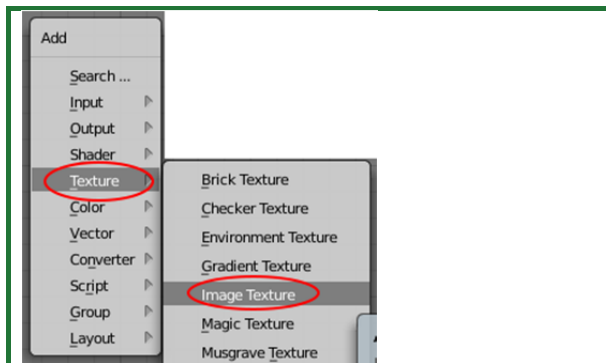 Add
Search ...
Input
Output
Shader
Texture
Color
Vector
Converter
Script
Group
Layout
Brick Texture
Checker Texture
Environment Texture
Gradient Texture
Image Texture
Magic Texture
Musgrave Texture